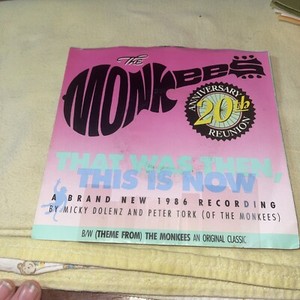 The
MONKEES
ANNIVERSARY
20th
REUNION
THAT WAS THEN,
THIS IS NOW
A BRAND NEW 1986 RECORDING
BY MICKY DOLENZ AND PETER TORK (OF THE MONKEES)
B/W (THEME FROM) THE MONKEES AN ORIGINAL CLASSIC